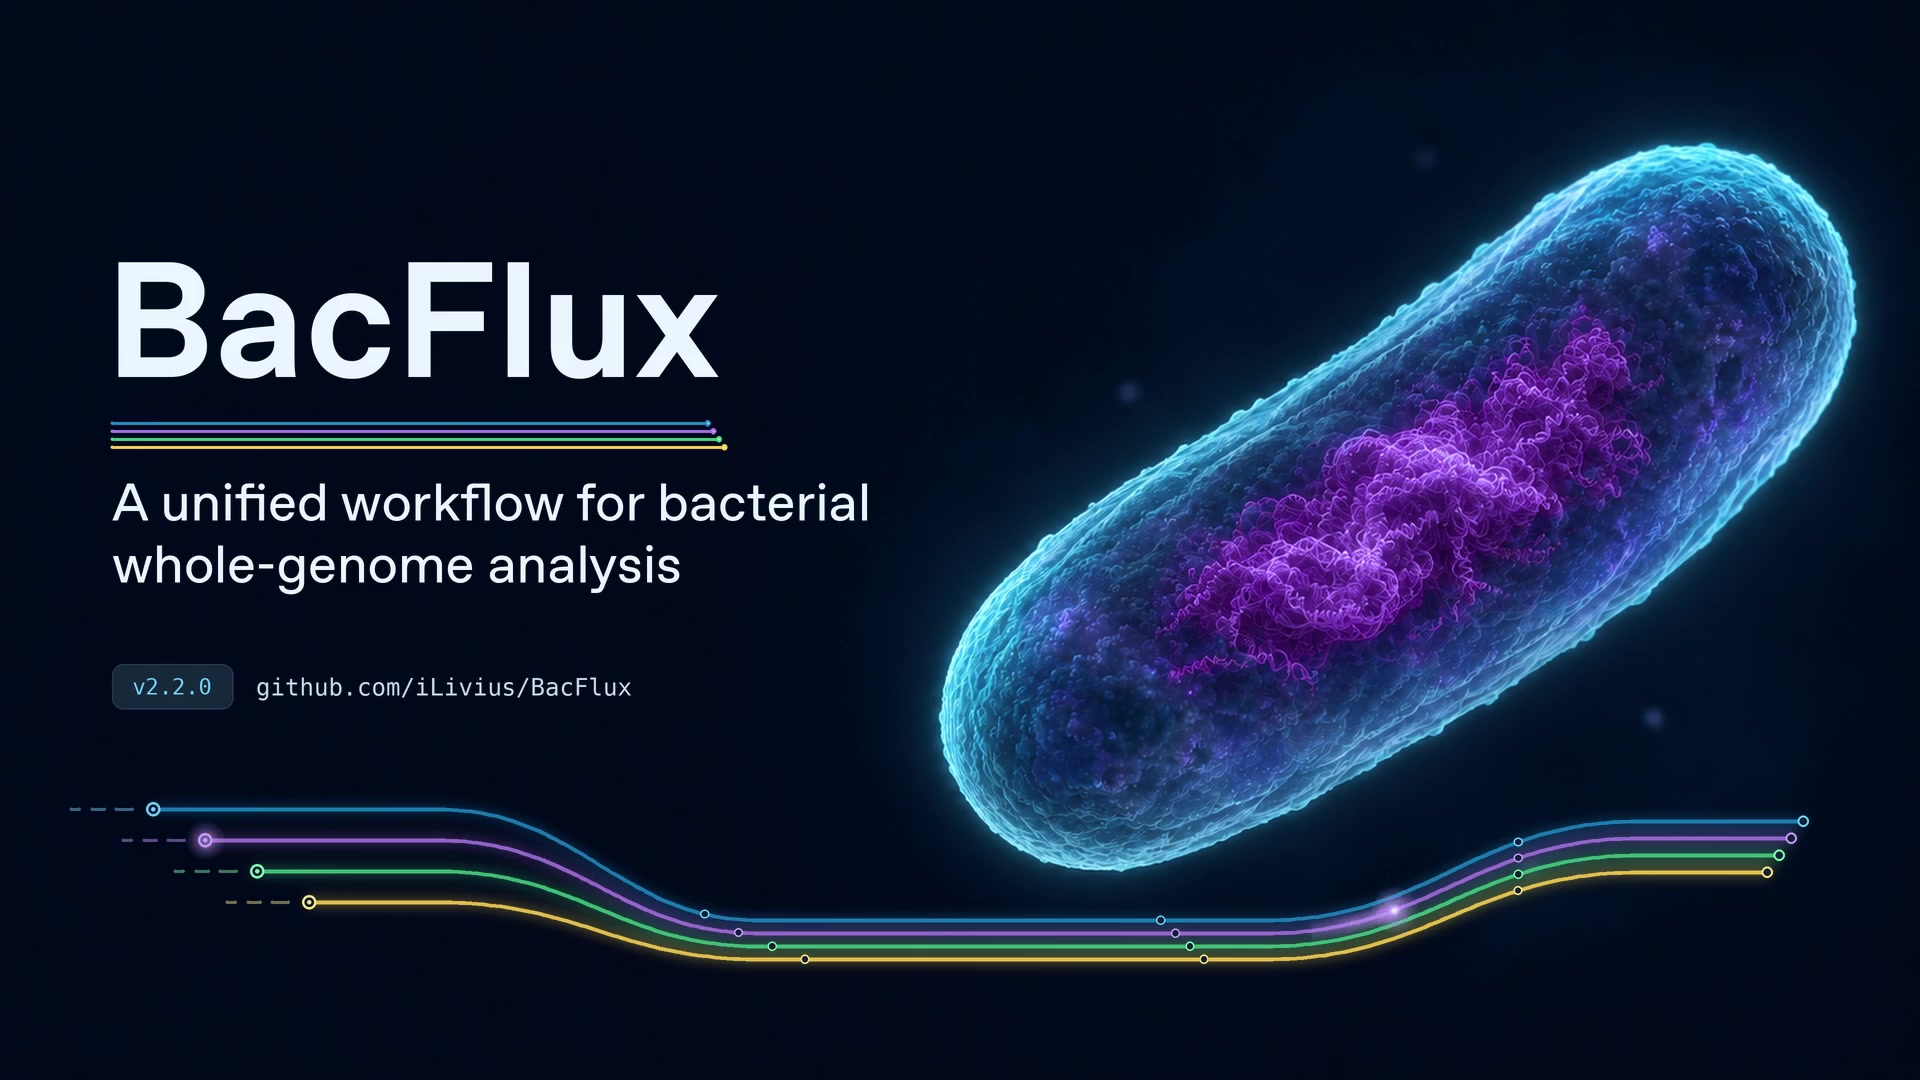 BacFlux
A unified workflow for bacterial
whole-genome analysis
v2.2.0
github.com/iLivius/BacFlux